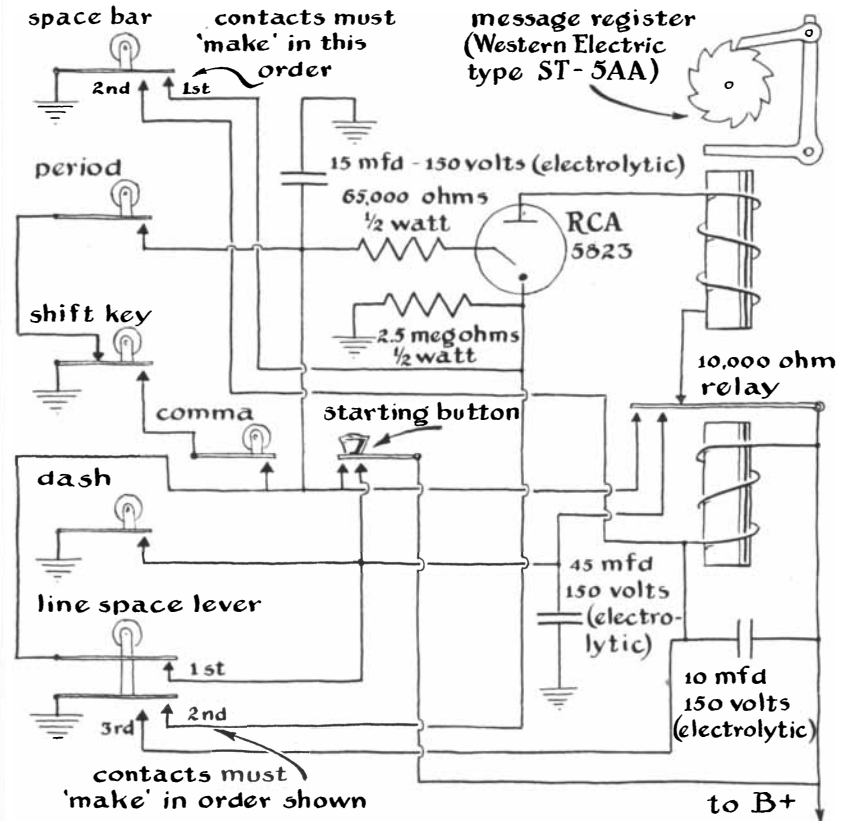 space bar
contacts must
'make' in this
order
2nd
1st
message register
(Western Electric
type ST-5AA)
15 mfd - 150 volts (electrolytic)
period
65,000 ohms
½ watt
RCA
5823
shift key
2.5 megohms
½ watt
10,000 ohm
relay
comma
starting button
dash
45 mfd
150 volts
(electro-
lytic)
line space lever
1st
2nd
3rd
10 mfd
150 volts
(electrolytic)
contacts must
'make' in order shown
to B+